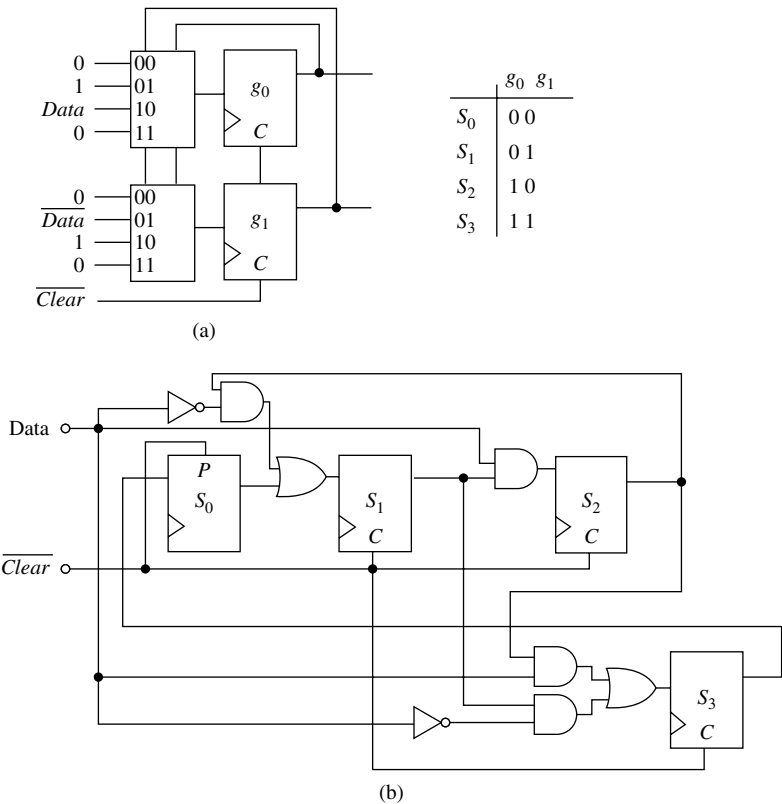 0 00
1 01
Data 10
0 11
g0
C
0 00
Data 01
1 10
0 11
g1
C
Clear
g0 g1
S0 0 0
S1 0 1
S2 1 0
S3 1 1
(a)
Data
P
S0
S1
C
S2
C
Clear
S3
C
(b)